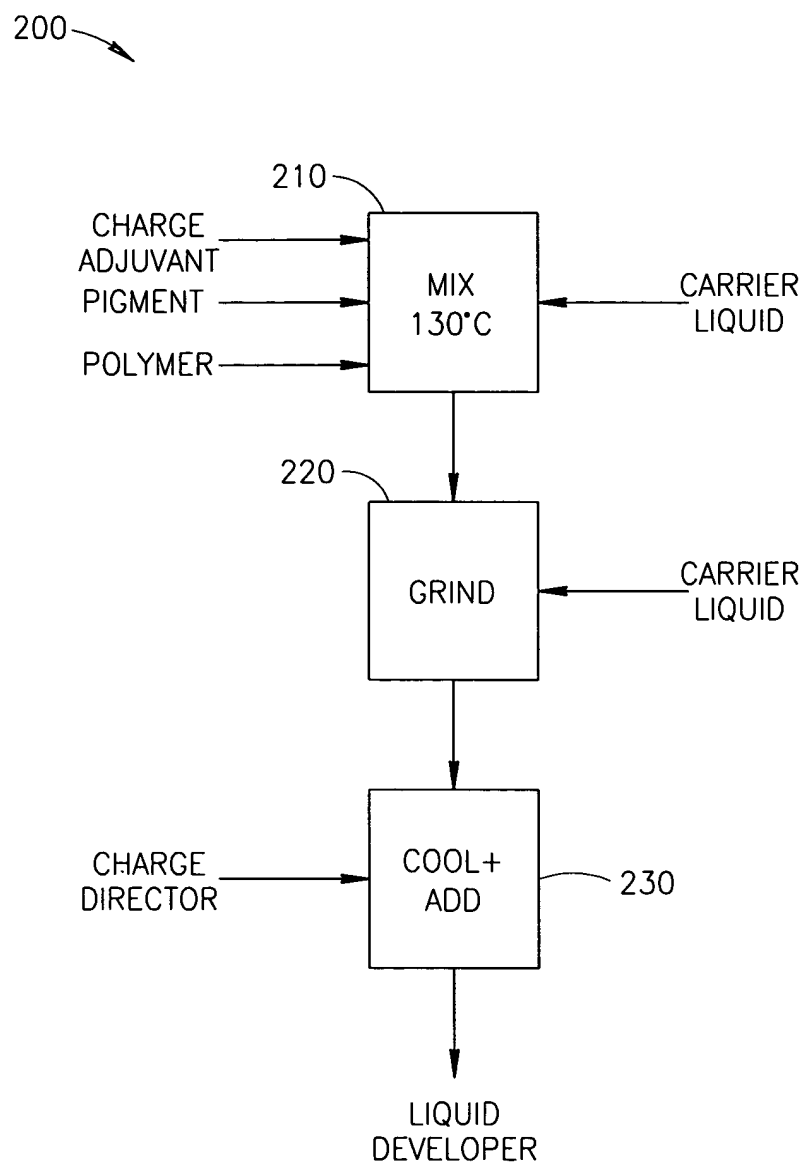 200
210
CHARGE
ADJUVANT
PIGMENT
POLYMER
MIX
130°C
CARRIER
LIQUID
220
GRIND
CARRIER
LIQUID
CHARGE
DIRECTOR
COOL+
ADD
230
LIQUID
DEVELOPER